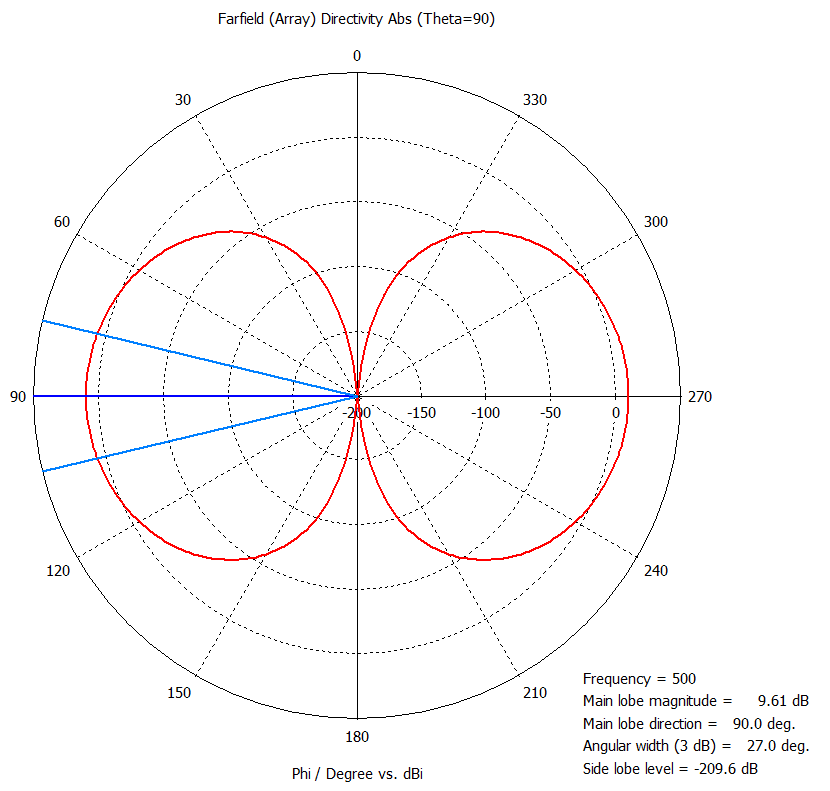 Farfield (Array) Directivity Abs (Theta=90)
0
30
330
60
300
90
-200
-150
-100
-50
0
270
120
240
150
210
180
Frequency = 500
Main lobe magnitude = 9.61 dB
Main lobe direction = 90.0 deg.
Angular width (3 dB) = 27.0 deg.
Side lobe level = -209.6 dB
Phi / Degree vs. dBi